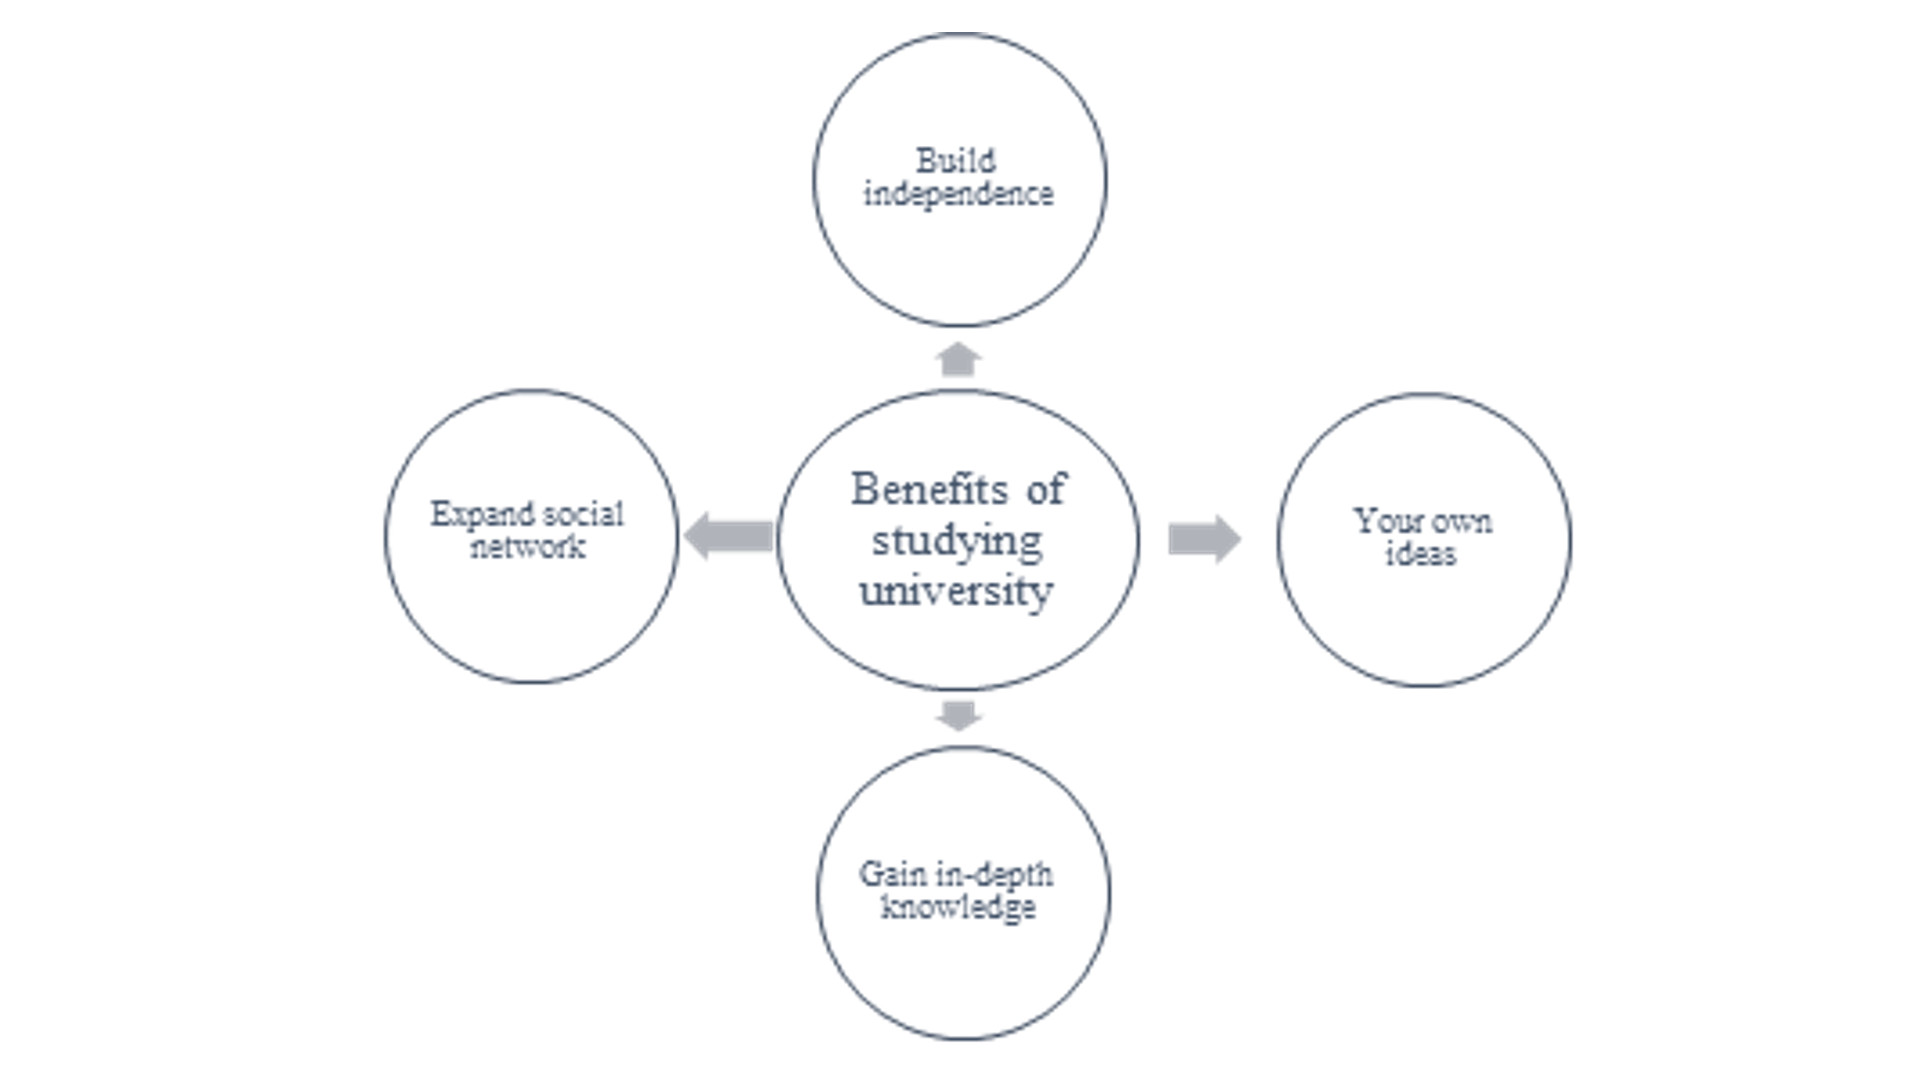 Build
independence
Expand social
network
Benefits of
studying
university
Your own
ideas
Gain in-depth
knowledge